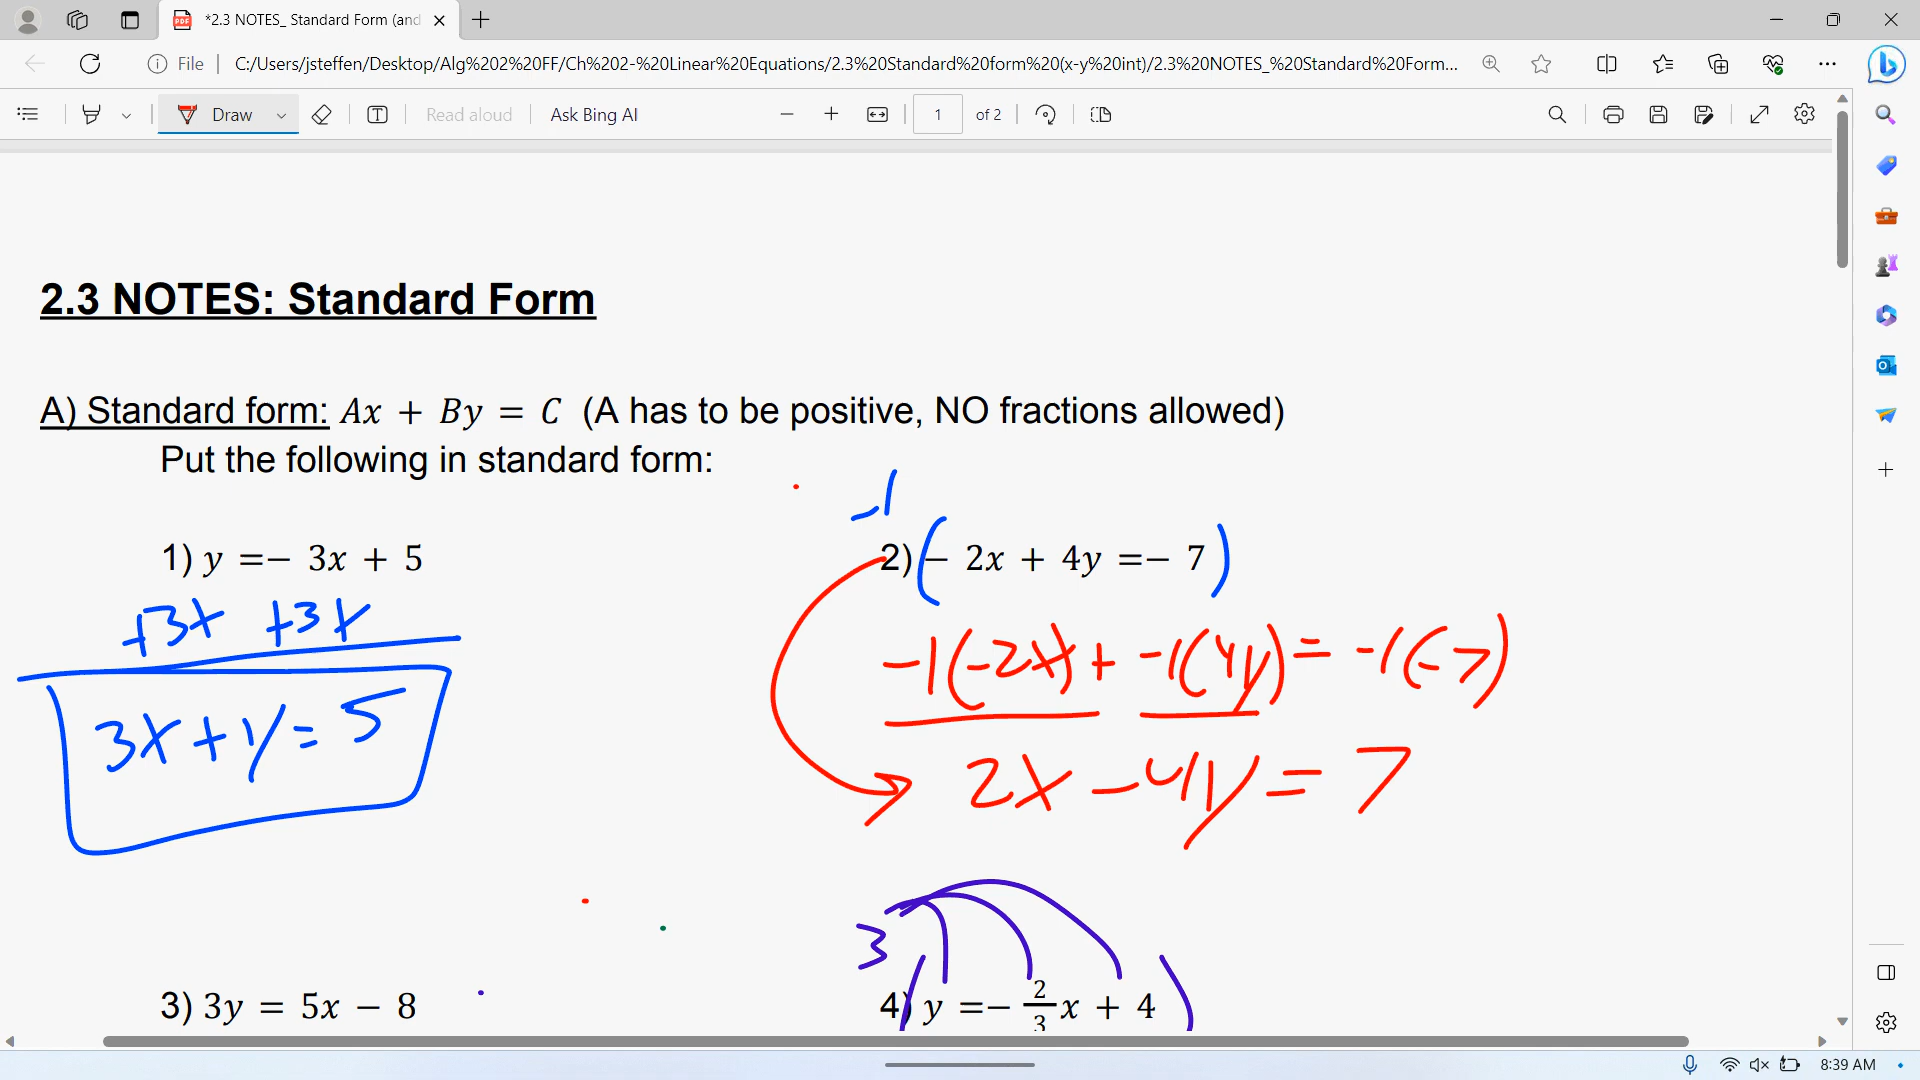 *2.3 NOTES_ Standard Form (and
File
C:/Users/jsteffen/Desktop/Alg%202%20FF/Ch%202-%20Linear%20Equations/2.3%20Standard%20form%20(x-y%20int)/2.3%20NOTES_%20Standard%20Form...
Draw
Read aloud
Ask Bing AI
1 of 2
2.3 NOTES: Standard Form
A) Standard form: Ax + By = C (A has to be positive, NO fractions allowed)
Put the following in standard form:
-1
1) y =− 3x + 5
2) (− 2x + 4y =− 7)
+3x +3x
-1(-2x) + -1(4y) = -1(-7)
3x + y = 5
2x - 4y = 7
3
3) 3y = 5x − 8
4) (y =− 2/3 x + 4)
8:39 AM